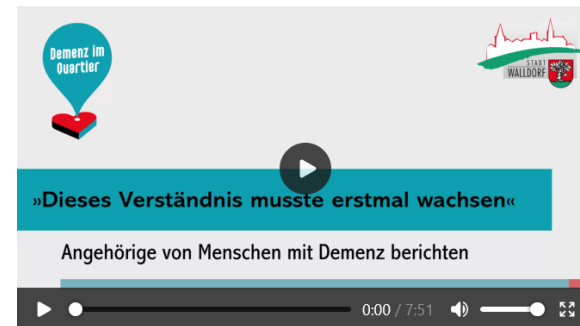 Demenz im
Quartier
STADT
WALLDORF
»Dieses Verständnis musste erstmal wachsen«
Angehörige von Menschen mit Demenz berichten
0:00 / 7:51